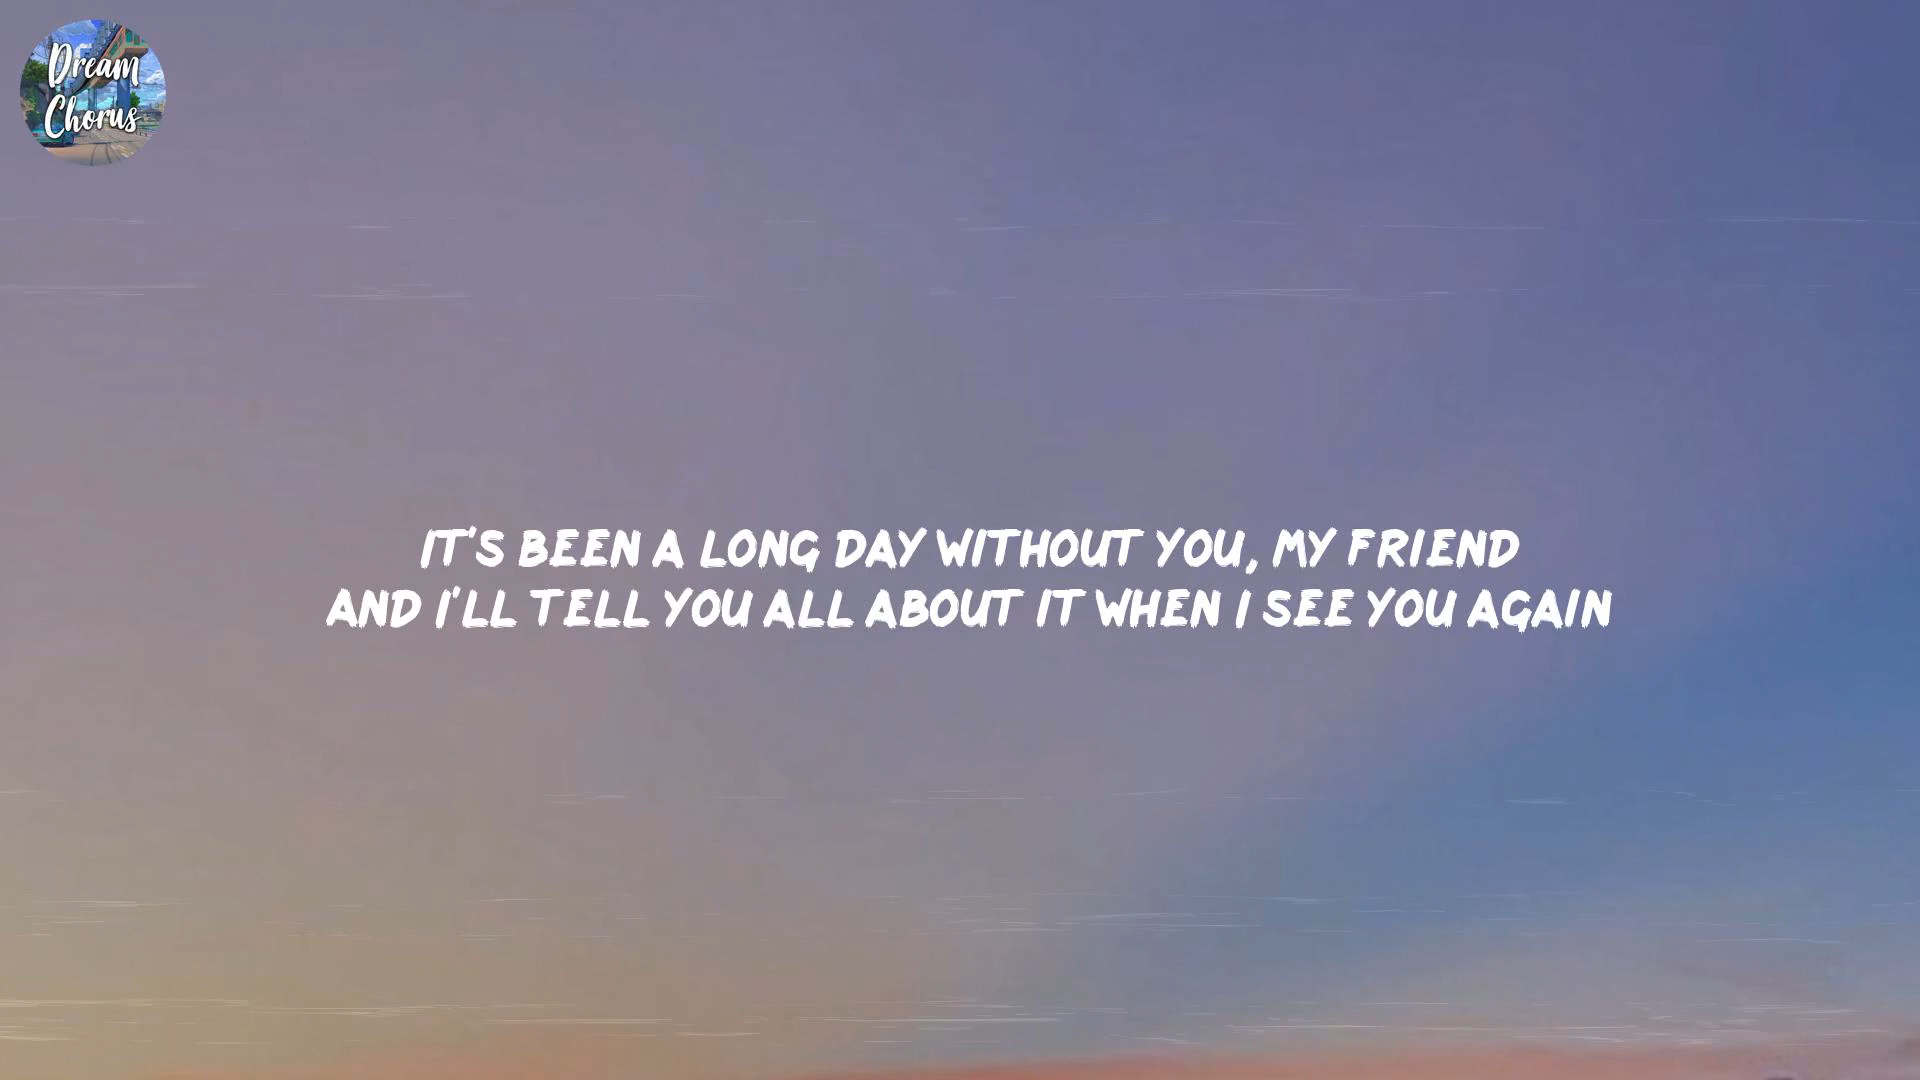 Dream
Chorus
IT'S BEEN A LONG DAY WITHOUT YOU, MY FRIEND
AND I'LL TELL YOU ALL ABOUT IT WHEN I SEE YOU AGAIN